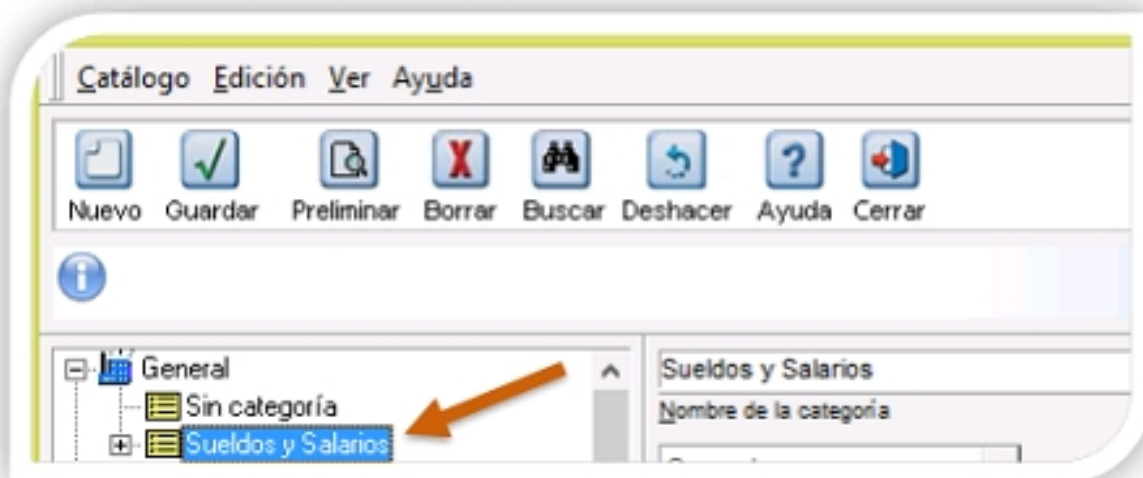 Catálogo Edición Ver Ayuda
Nuevo Guardar Preliminar Borrar Buscar Deshacer Ayuda Cerrar
General
Sin categoría
Sueldos y Salarios
Sueldos y Salarios
Nombre de la categoría